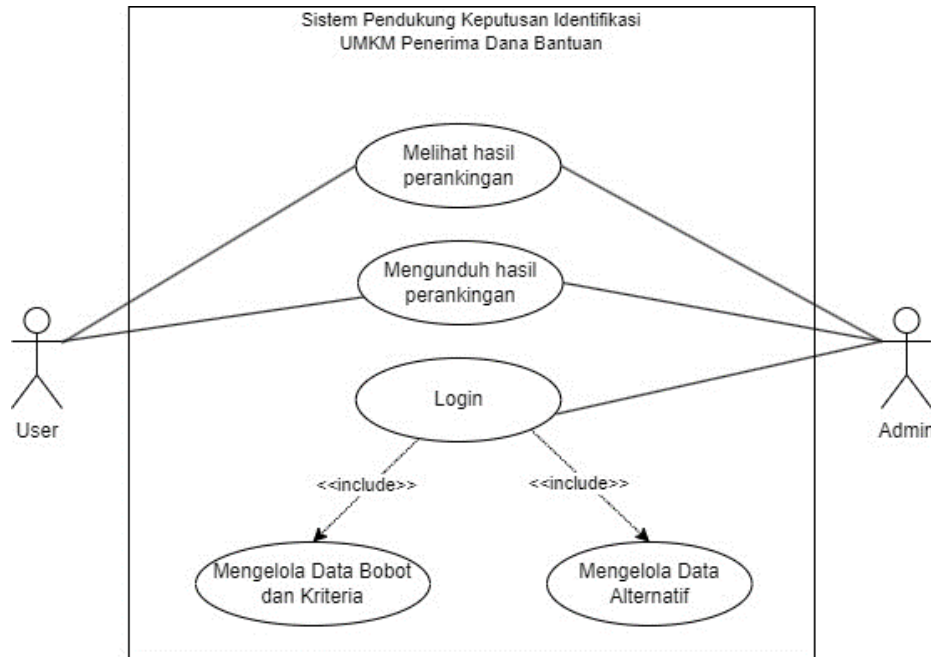 Sistem Pendukung Keputusan Identifikasi
UMKM Penerima Dana Bantuan
Melihat hasil
perankingan
Mengunduh hasil
perankingan
Login
User
Admin
<<include>>
<<include>>
Mengelola Data Bobot
dan Kriteria
Mengelola Data
Alternatif